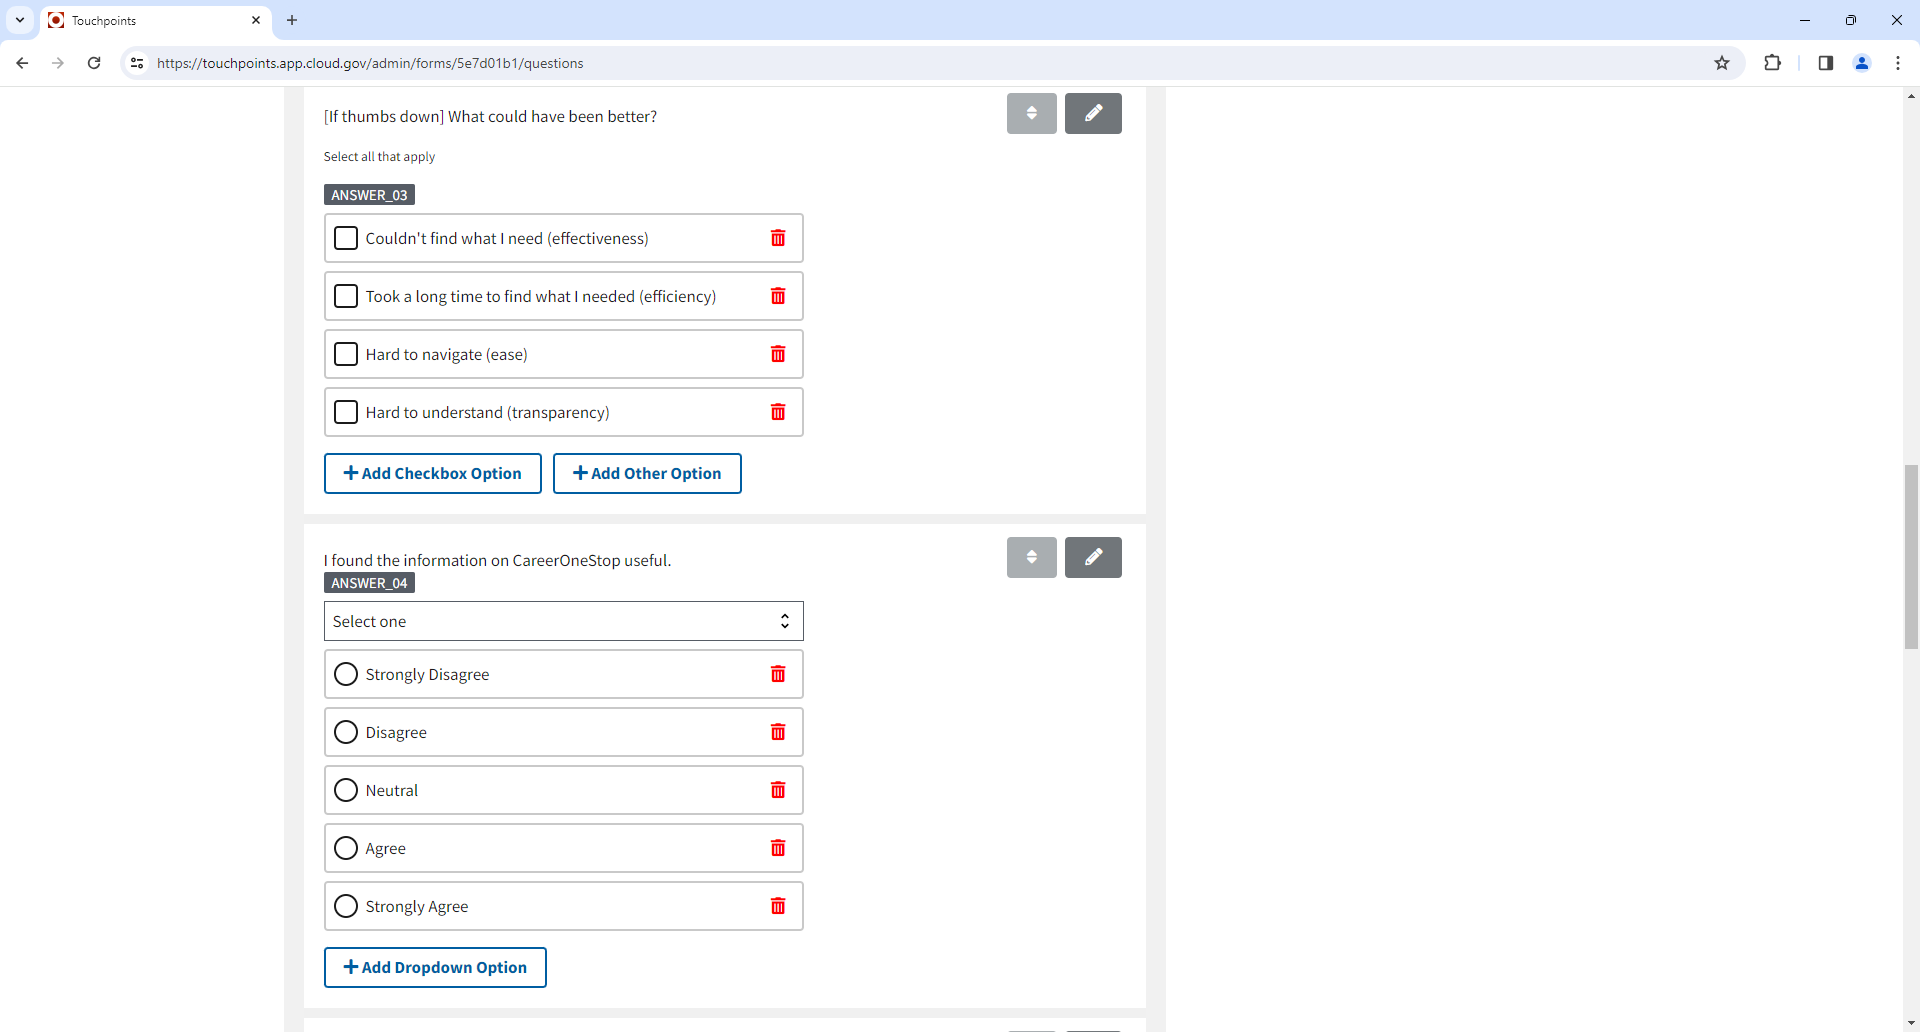 Touchpoints
https://touchpoints.app.cloud.gov/admin/forms/5e7d01b1/questions
[If thumbs down] What could have been better?
Select all that apply
ANSWER_03
Couldn't find what I need (effectiveness)
Took a long time to find what I needed (efficiency)
Hard to navigate (ease)
Hard to understand (transparency)
Add Checkbox Option
Add Other Option
I found the information on CareerOneStop useful.
ANSWER_04
Select one
Strongly Disagree
Disagree
Neutral
Agree
Strongly Agree
Add Dropdown Option